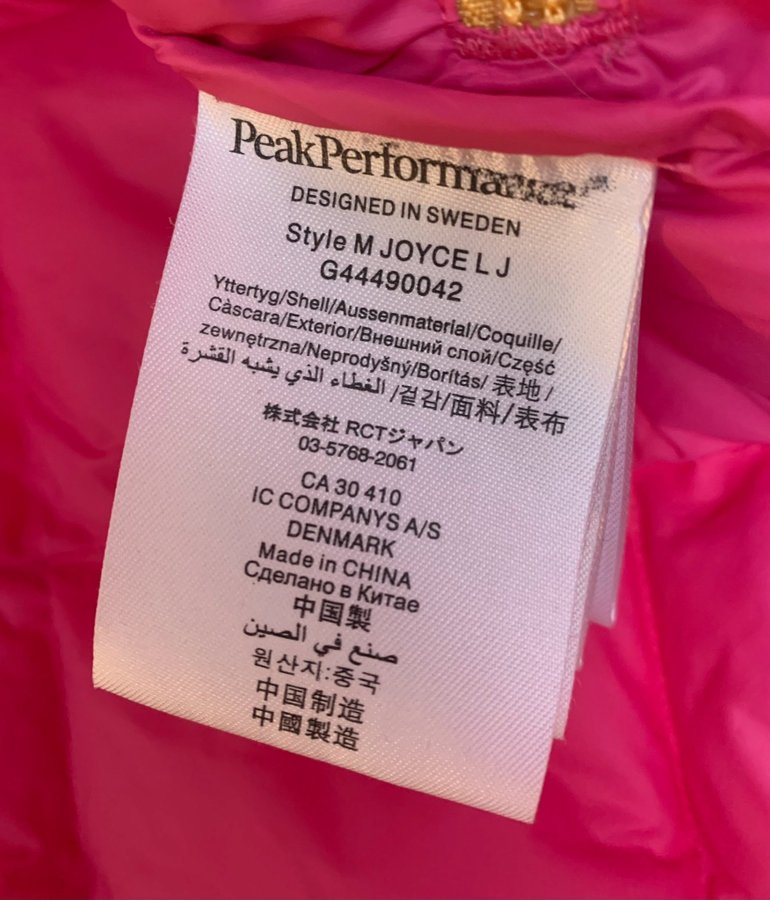 PeakPerformance
DESIGNED IN SWEDEN
Style M JOYCE L J
G44490042
Yttertyg/Shell/Aussenmaterial/Coquille/
Càscara/Exterior/Внешний слой/Część
zewnętrzna/Neprodyšný/Borítás/表地/
الغطاء الذي يشبه القشرة/겉감/面料/表布
株式会社 RCTジャパン
03-5768-2061
CA 30 410
IC COMPANYS A/S
DENMARK
Made in CHINA
Сделано в Китае
中国製
صنع في الصين
원산지:중국
中国制造
中國製造